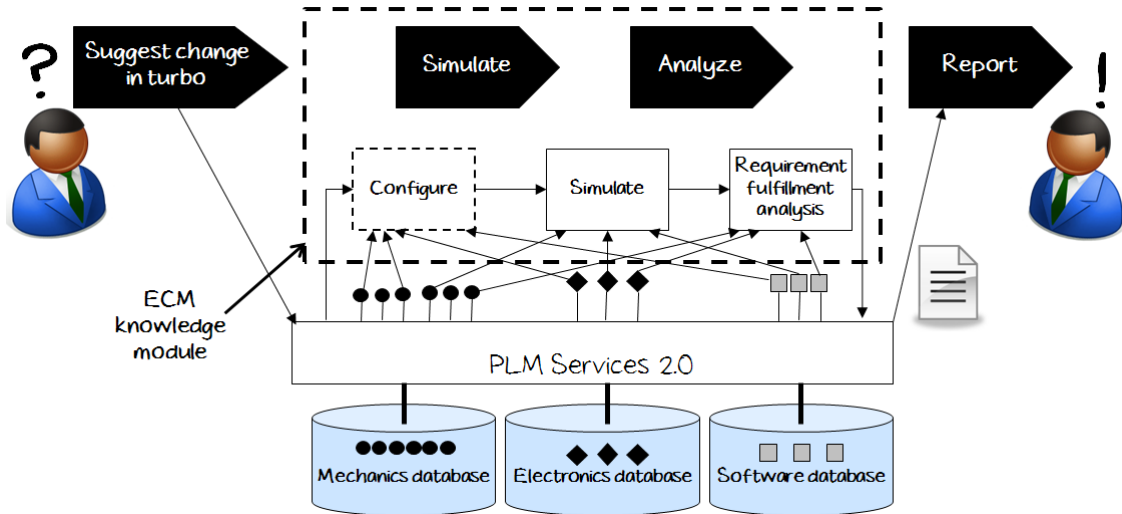 ?
Suggest change
in turbo
Simulate
Analyze
Report
!
Configure
Simulate
Requirement
fulfillment
analysis
ECM
knowledge
module
PLM Services 2.0
Mechanics database
Electronics database
Software database